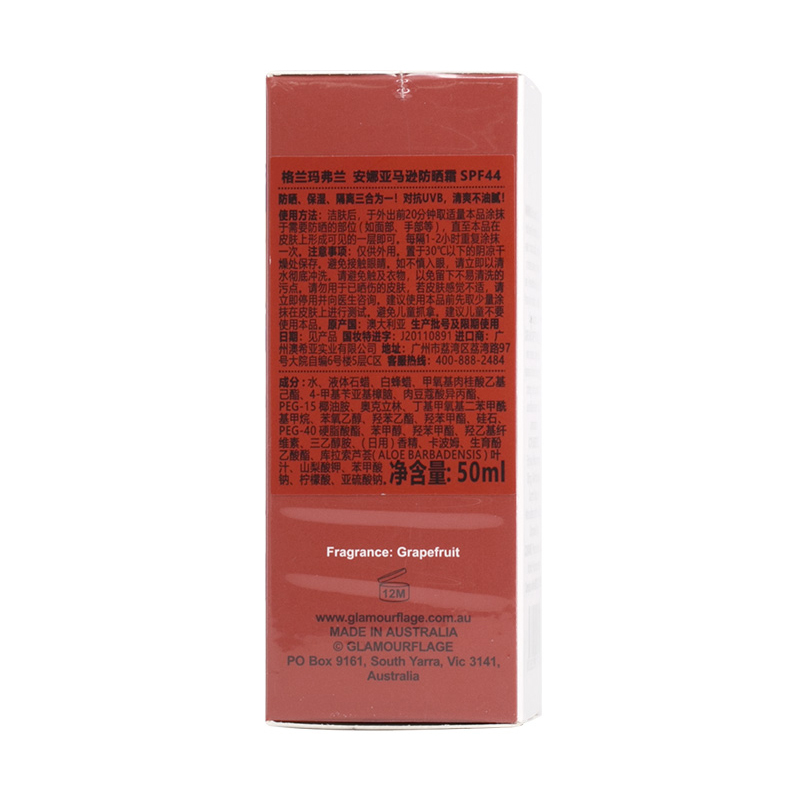 格兰玛弗兰 安娜亚马逊防晒霜 SPF44
防晒、保湿、隔离三合为一！对抗UVB，清爽不油腻！
使用方法：洁肤后，于外出前20分钟取适量本品涂抹
于需要防晒的部位（如面部、手部等），直至本品在
皮肤上形成可见的一层即可。每隔1-2小时重复涂抹
一次。注意事项：仅供外用。置于30℃以下的阴凉干
燥处保存。避免接触眼睛。如不慎入眼，请立即以清
水彻底冲洗。请避免触及衣物，以免留下不易清洗的
污点。请勿用于已晒伤的皮肤，若皮肤感觉不适，请
立即停用并向医生咨询。建议使用本品前先取少量涂
抹在皮肤上进行测试。避免儿童抓拿。建议儿童不要
使用本品。原产国：澳大利亚 生产批号及限期使用
日期：见产品 国妆特进字：J20110891 进口商：广
州澳希亚实业有限公司 地址：广州市荔湾区荔湾路97
号大院自编6号楼5层C区 客服热线：400-888-2484
成分：水、液体石蜡、白蜂蜡、甲氧基肉桂酸乙基
己酯、4-甲基苄亚基樟脑、肉豆蔻酸异丙酯、
PEG-15 椰油胺、奥克立林、丁基甲氧基二苯甲酰
基甲烷、苯氧乙醇、羟苯乙酯、羟苯甲酯、硅石、
PEG-40 硬脂酸酯、苯甲醇、羟苯甲酯、羟乙基纤
维素、三乙醇胺、（日用）香精、卡波姆、生育酚
乙酸酯、库拉索芦荟（ALOE BARBADENSIS）叶
汁、山梨酸钾、苯甲酸
钠、柠檬酸、亚硫酸钠。
净含量: 50ml
Fragrance: Grapefruit
12M
www.glamourflage.com.au
MADE IN AUSTRALIA
© GLAMOURFLAGE
PO Box 9161, South Yarra, Vic 3141,
Australia